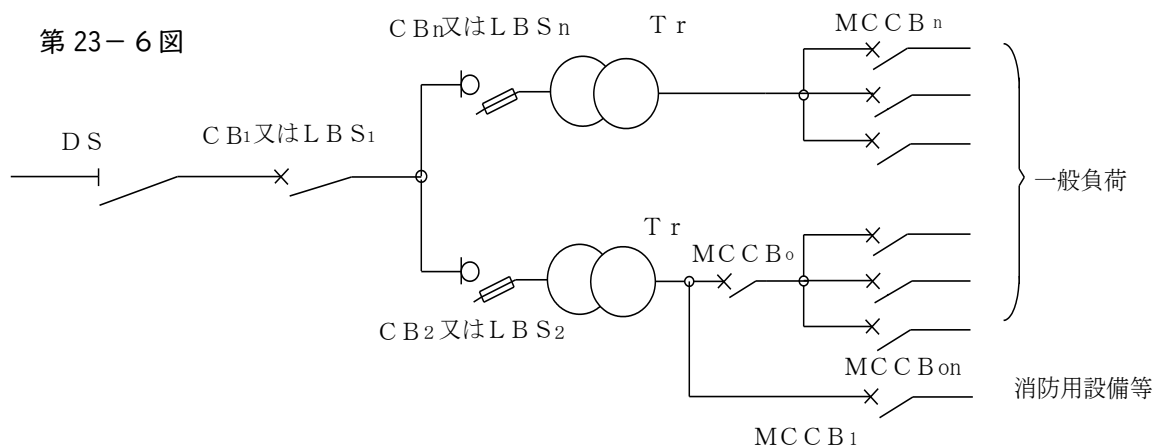 第23－6図
CBn又はLBSn
Tr
MCCBn
DS
CB1又はLBS1
一般負荷
Tr
MCCBo
CB2又はLBS2
MCCBon
消防用設備等
MCCB1